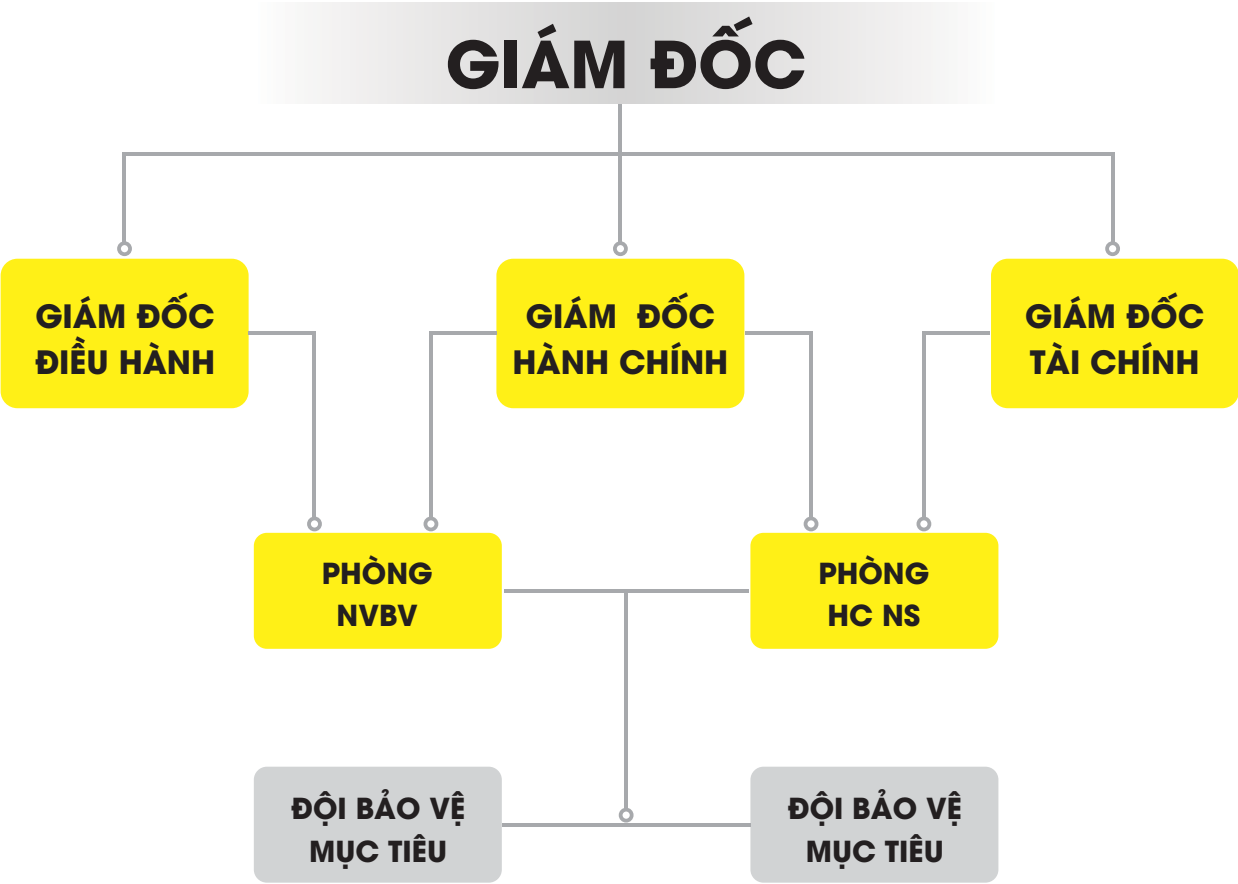 GIÁM ĐỐC
GIÁM ĐỐC
ĐIỀU HÀNH
GIÁM ĐỐC
HÀNH CHÍNH
GIÁM ĐỐC
TÀI CHÍNH
PHÒNG
NVBV
PHÒNG
HC NS
ĐỘI BẢO VỆ
MỤC TIÊU
ĐỘI BẢO VỆ
MỤC TIÊU